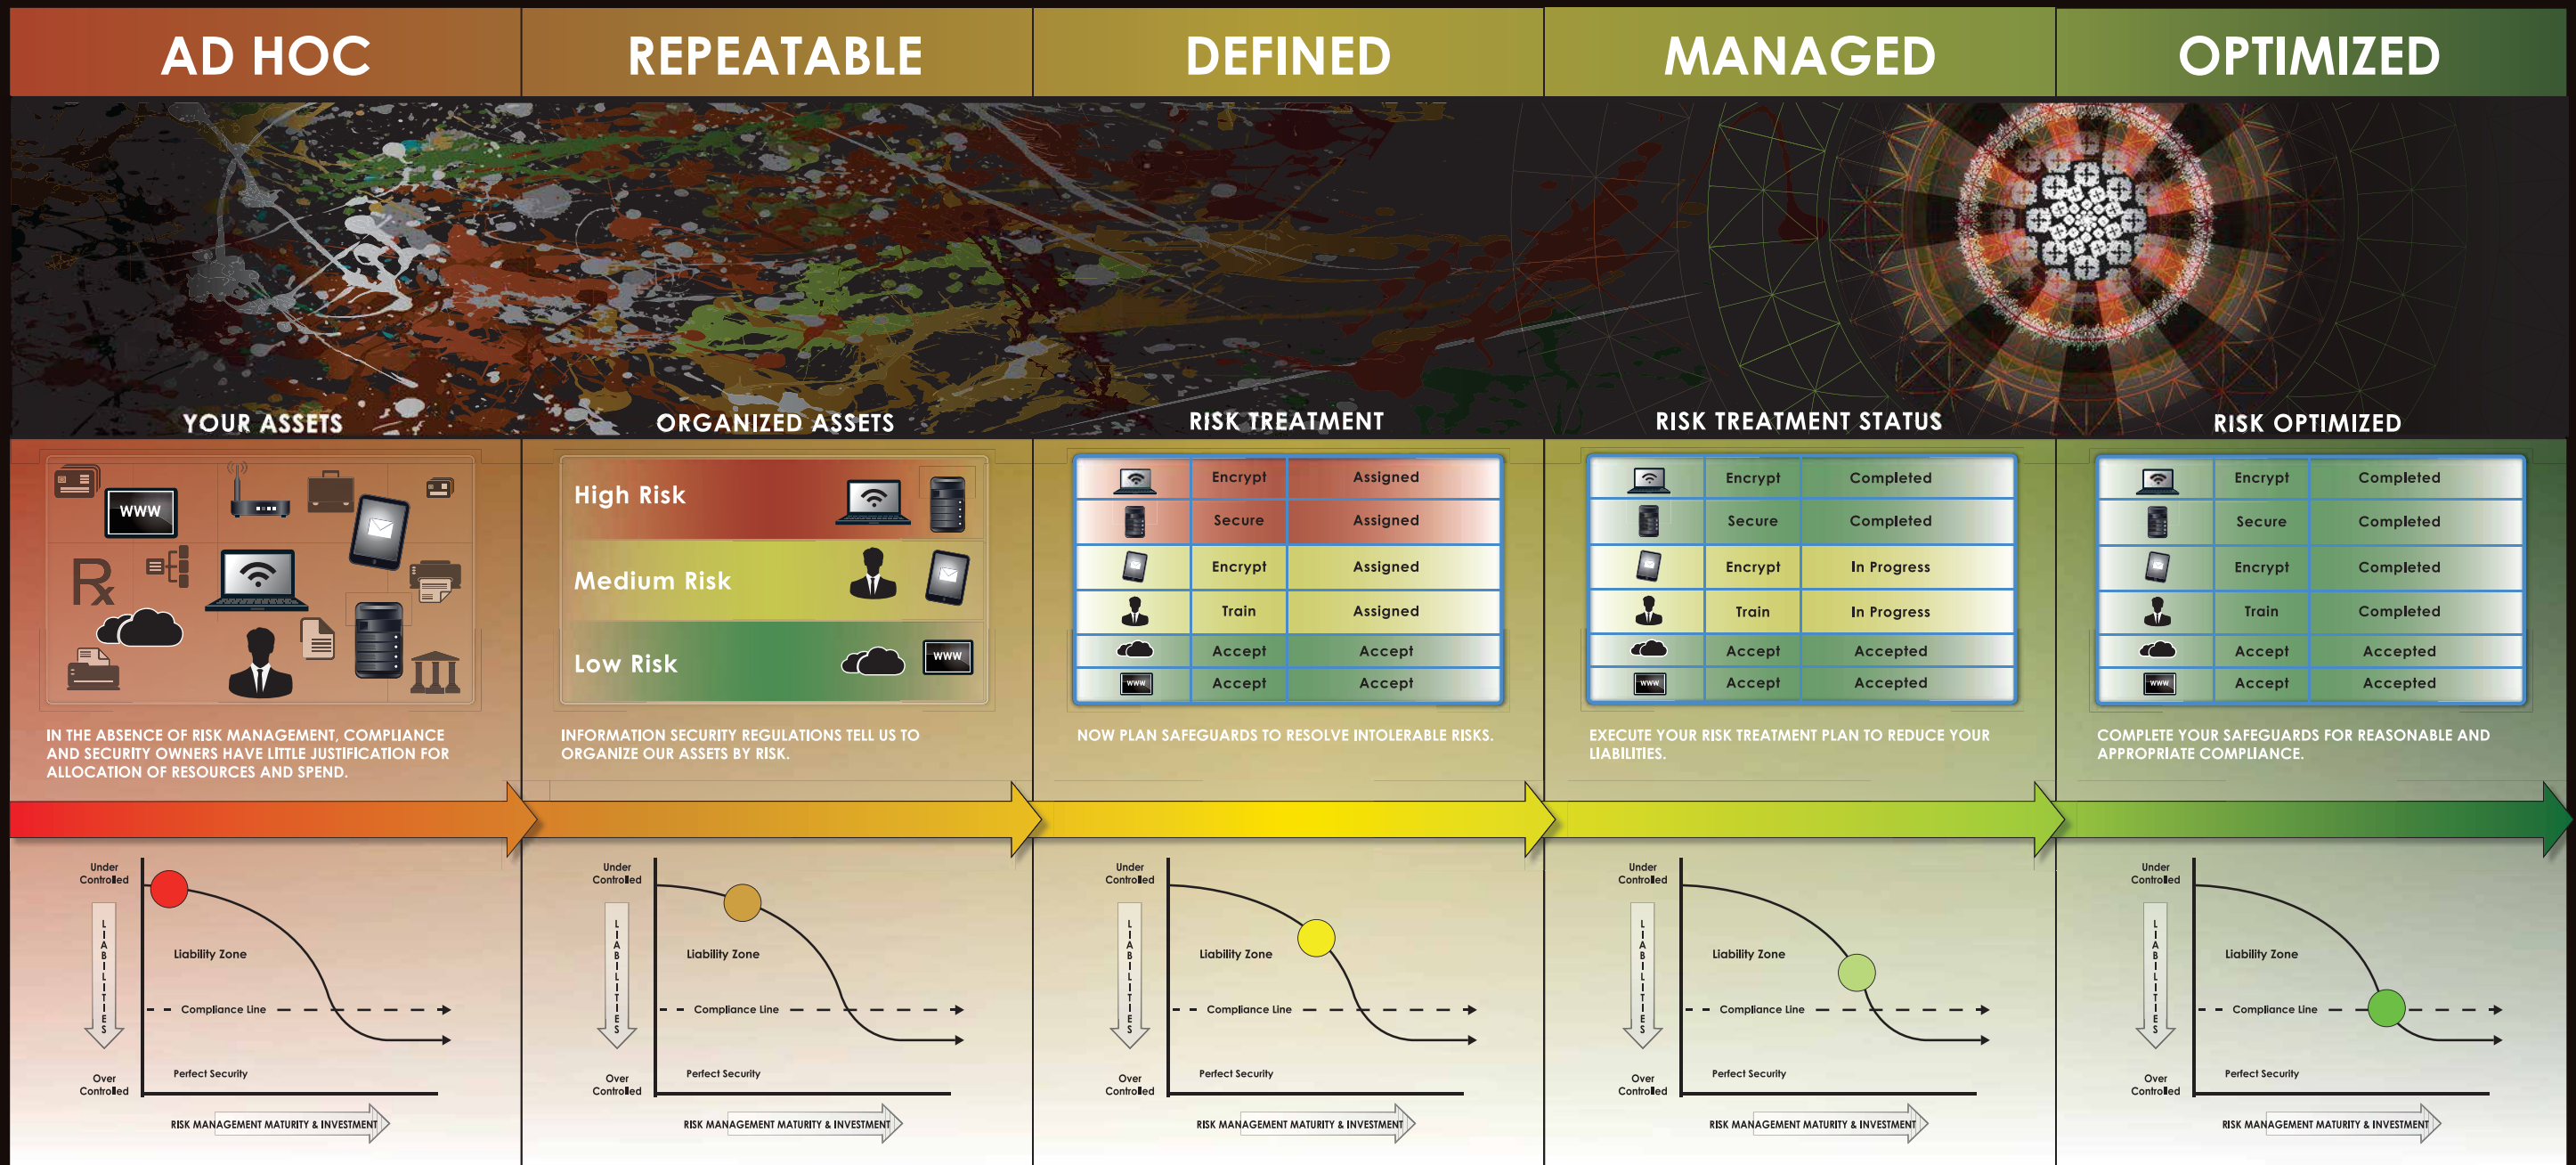 AD HOC
REPEATABLE
DEFINED
MANAGED
OPTIMIZED
YOUR ASSETS
ORGANIZED ASSETS
RISK TREATMENT
RISK TREATMENT STATUS
RISK OPTIMIZED
WWW
Rx
IN THE ABSENCE OF RISK MANAGEMENT, COMPLIANCE
AND SECURITY OWNERS HAVE LITTLE JUSTIFICATION FOR
ALLOCATION OF RESOURCES AND SPEND.
High Risk
Medium Risk
Low Risk
WWW
INFORMATION SECURITY REGULATIONS TELL US TO
ORGANIZE OUR ASSETS BY RISK.
Encrypt Assigned
Secure Assigned
Encrypt Assigned
Train Assigned
Accept Accept
WWW Accept Accept
NOW PLAN SAFEGUARDS TO RESOLVE INTOLERABLE RISKS.
Encrypt Completed
Secure Completed
Encrypt In Progress
Train In Progress
Accept Accepted
WWW Accept Accepted
EXECUTE YOUR RISK TREATMENT PLAN TO REDUCE YOUR
LIABILITIES.
Encrypt Completed
Secure Completed
Encrypt Completed
Train Completed
Accept Accepted
WWW Accept Accepted
COMPLETE YOUR SAFEGUARDS FOR REASONABLE AND
APPROPRIATE COMPLIANCE.
Under
Controlled
LIABILITIES
Liability Zone
Compliance Line
Perfect Security
Over
Controlled
RISK MANAGEMENT MATURITY & INVESTMENT
Under
Controlled
LIABILITIES
Liability Zone
Compliance Line
Perfect Security
Over
Controlled
RISK MANAGEMENT MATURITY & INVESTMENT
Under
Controlled
LIABILITIES
Liability Zone
Compliance Line
Perfect Security
Over
Controlled
RISK MANAGEMENT MATURITY & INVESTMENT
Under
Controlled
LIABILITIES
Liability Zone
Compliance Line
Perfect Security
Over
Controlled
RISK MANAGEMENT MATURITY & INVESTMENT
Under
Controlled
LIABILITIES
Liability Zone
Compliance Line
Perfect Security
Over
Controlled
RISK MANAGEMENT MATURITY & INVESTMENT